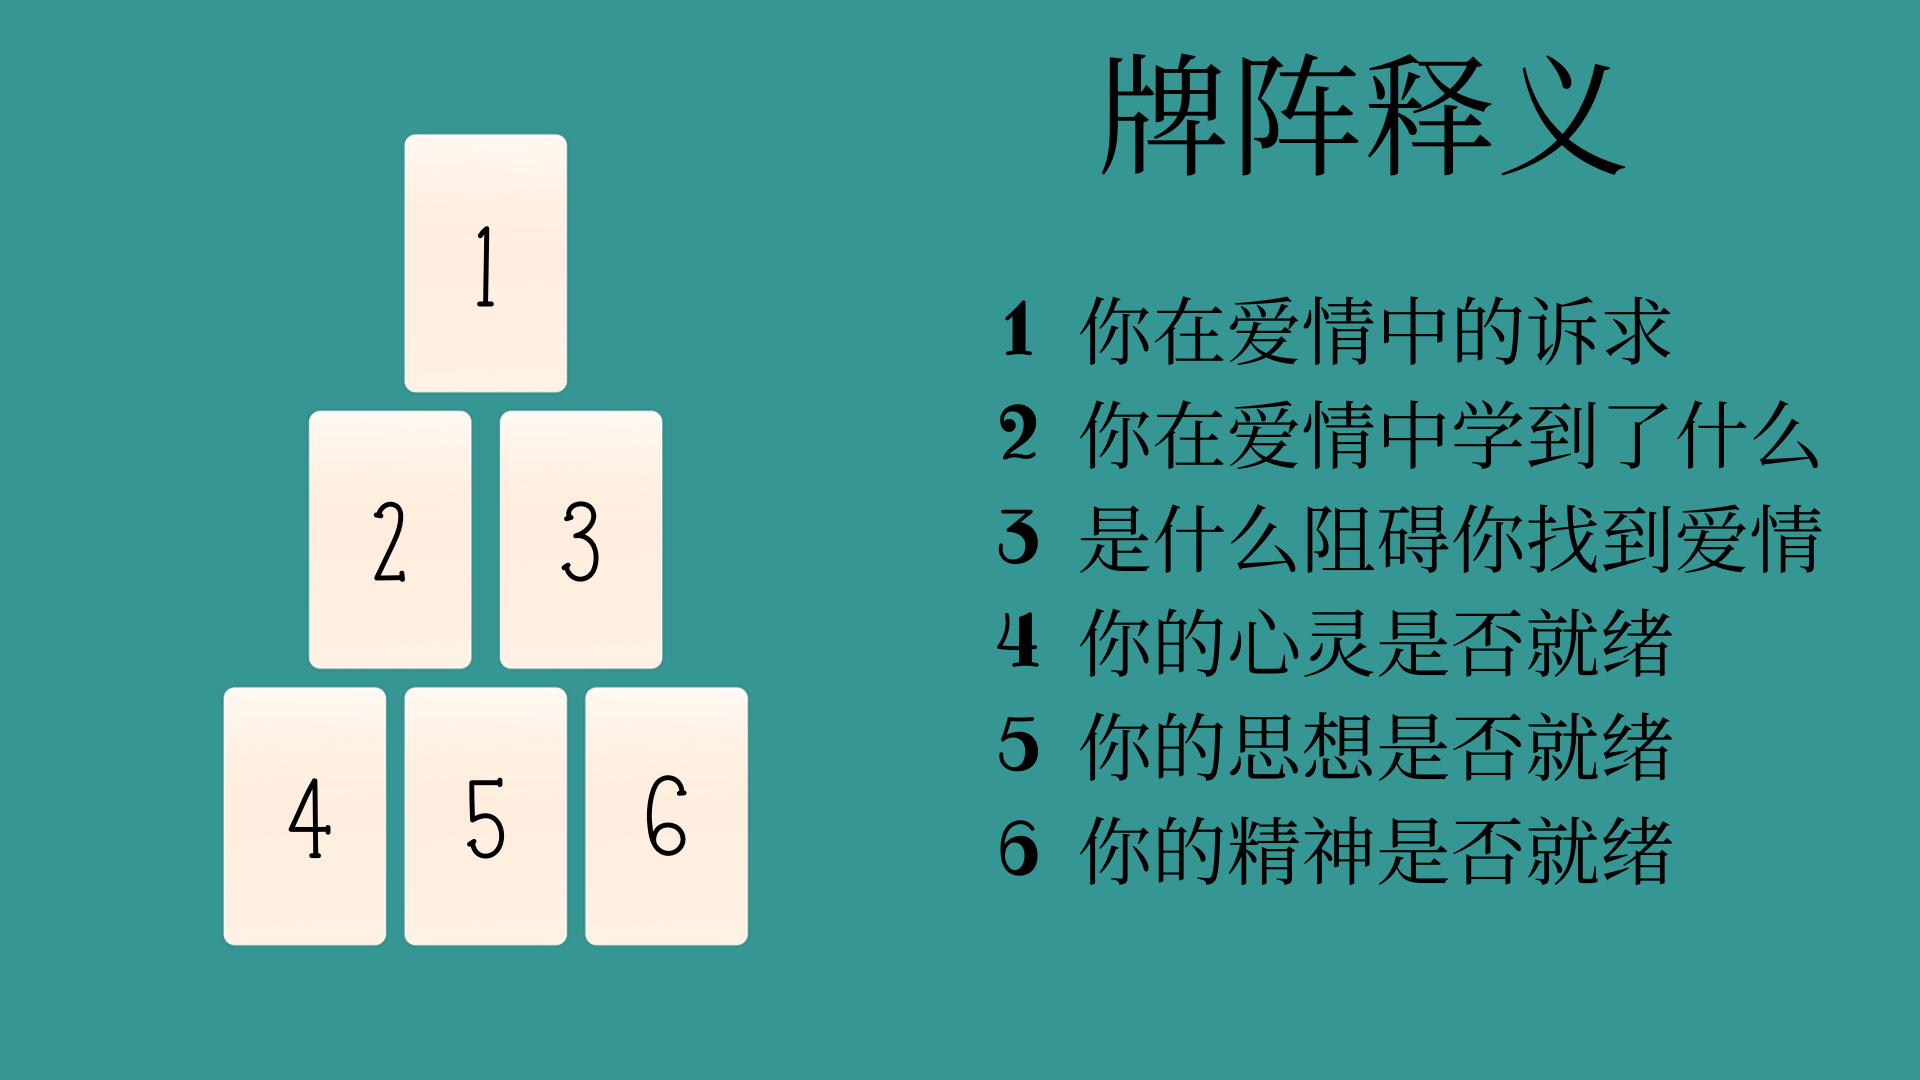 牌阵释义
1
2 3
4 5 6
1 你在爱情中的诉求
2 你在爱情中学到了什么
3 是什么阻碍你找到爱情
4 你的心灵是否就绪
5 你的思想是否就绪
6 你的精神是否就绪